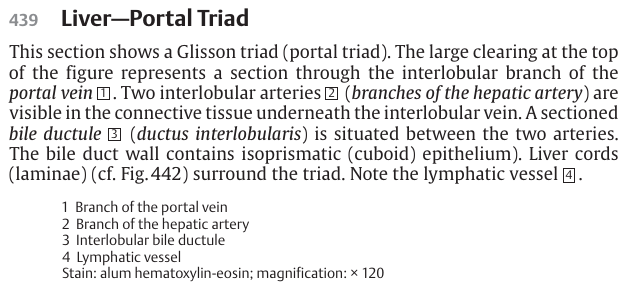 439 Liver—Portal Triad
This section shows a Glisson triad (portal triad). The large clearing at the top
of the figure represents a section through the interlobular branch of the
portal vein 1. Two interlobular arteries 2 (branches of the hepatic artery) are
visible in the connective tissue underneath the interlobular vein. A sectioned
bile ductule 3 (ductus interlobularis) is situated between the two arteries.
The bile duct wall contains isoprismatic (cuboid) epithelium). Liver cords
(laminae) (cf. Fig. 442) surround the triad. Note the lymphatic vessel 4.
1 Branch of the portal vein
2 Branch of the hepatic artery
3 Interlobular bile ductule
4 Lymphatic vessel
Stain: alum hematoxylin-eosin; magnification: × 120